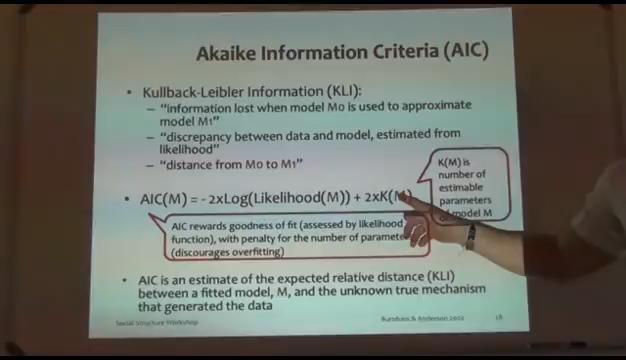 Akaike Information Criteria (AIC)
• Kullback-Leibler Information (KLI):
– "information lost when model M0 is used to approximate
model M1"
– "discrepancy between data and model, estimated from
likelihood"
– "distance from M0 to M1"
K(M) is
number of
estimable
parameters
model M
• AIC(M) = -2xLog(Likelihood(M)) + 2xK(M)
AIC rewards goodness of fit (assessed by likelihood
function), with penalty for the number of
(discourages overfitting)
• AIC is an estimate of the expected relative distance (KLI)
between a fitted model, M, and the unknown true mechanism
that generated the data
Social Structure Workshop
Burnham & Anderson 2002
18